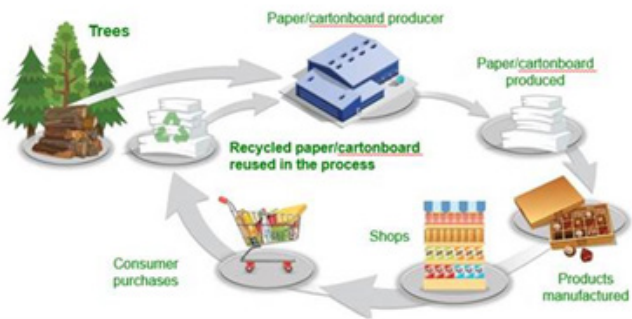 Trees
Paper/cartonboard producer
Paper/cartonboard
produced
Recycled paper/cartonboard
reused in the process
Shops
Consumer
purchases
Products
manufactured